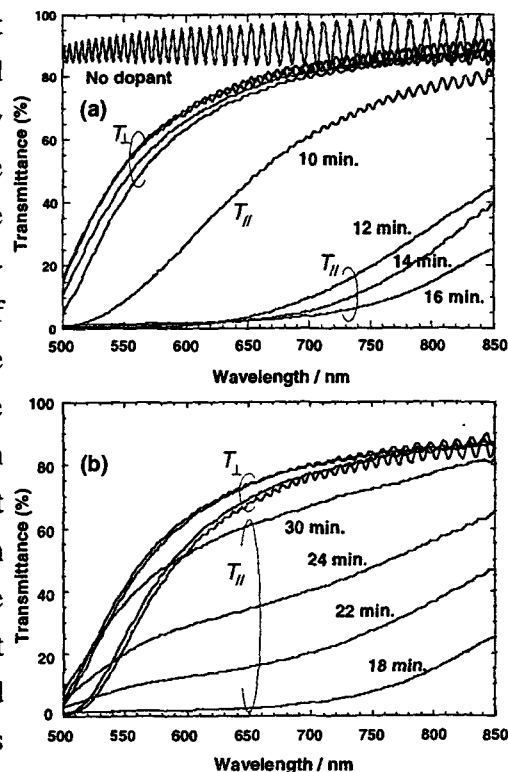 100
80
60
40
20
0
Transmittance (%)
No dopant
(a)
T⊥
10 min.
T//
12 min.
T//
14 min.
16 min.
500 550 600 650 700 750 800 850
Wavelength / nm
100
80
60
40
20
0
Transmittance (%)
(b)
T⊥
30 min.
T//
24 min.
22 min.
18 min.
500 550 600 650 700 750 800 850
Wavelength / nm